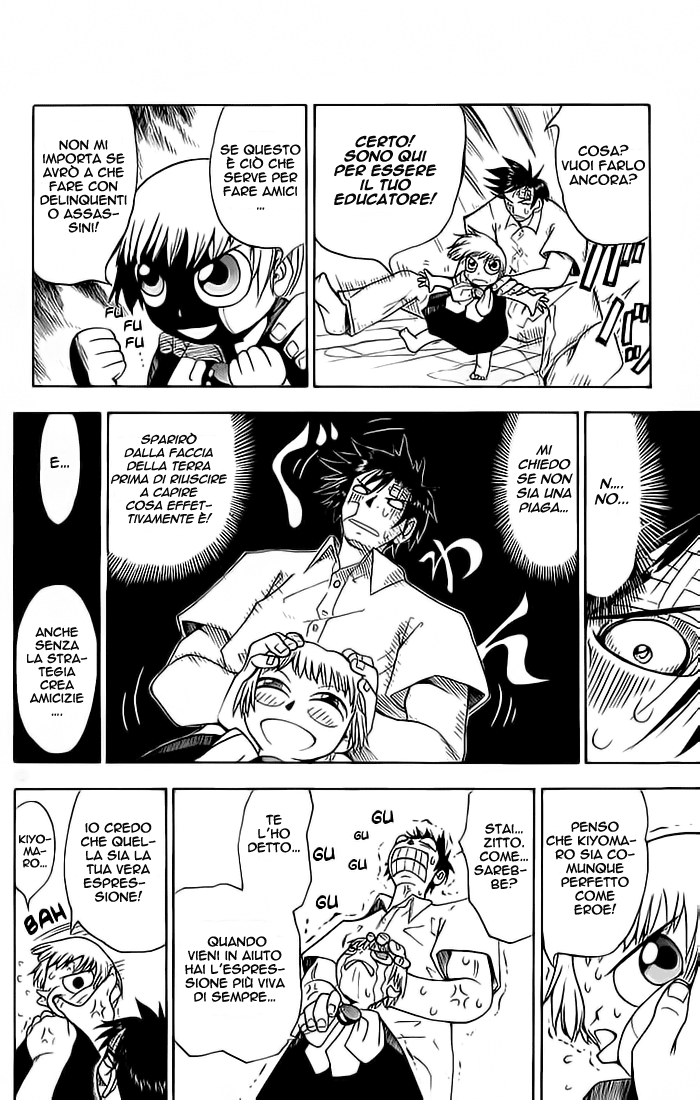 COSA?
VUOI FARLO
ANCORA?
CERTO!
SONO QUI
PER ESSERE
IL TUO
EDUCATORE!
SE QUESTO
È CIÒ CHE
SERVE PER
FARE AMICI
...
NON MI
IMPORTA SE
AVRÒ A CHE
FARE CON
DELINQUENTI
O ASSAS-
SINI!
FU
FU
FU
N....
NO...
MI
CHIEDO
SE NON
SIA UNA
PIAGA...
SPARIRÒ
DALLA FACCIA
DELLA TERRA
PRIMA DI RIUSCIRE
A CAPIRE
COSA EFFET-
TIVAMENTE È!
E...
ANCHE
SENZA
LA STRA-
TEGIA
CREA
AMICIZIE
....
PENSO
CHE KIYOMA-
RO SIA CO-
MUNQUE
PERFETTO
COME
EROE!
STAI...
ZITTO.
COME...
SAREB-
BE?
GU
GU
GU
GU
TE
L'HO
DETTO...
QUANDO
VIENI IN AIUTO
HAI L'ESPRES-
SIONE PIÙ VIVA
DI SEMPRE...
IO CREDO
CHE QUEL-
LA SIA LA
TUA VERA
ESPRES-
SIONE!
KIYO-
MA-
RO...
BAH